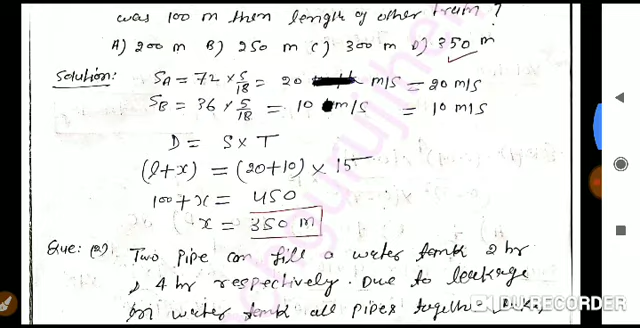 was 100 m then length of other train ?
A) 200 m B) 250 m C) 300 m D) 350 m
Solution: SA = 72 × 5/18 = 20 m/s = 20 m/s
SB = 36 × 5/18 = 10 m/s = 10 m/s
D = S × T
(l+x) = (20+10) × 15
100+x = 450
x = 350 m
Que: (2). Two pipe can fill a water tank 2 hr
, 4 hr respectively. Due to leakage
in water tank all pipes together
DU RECORDER